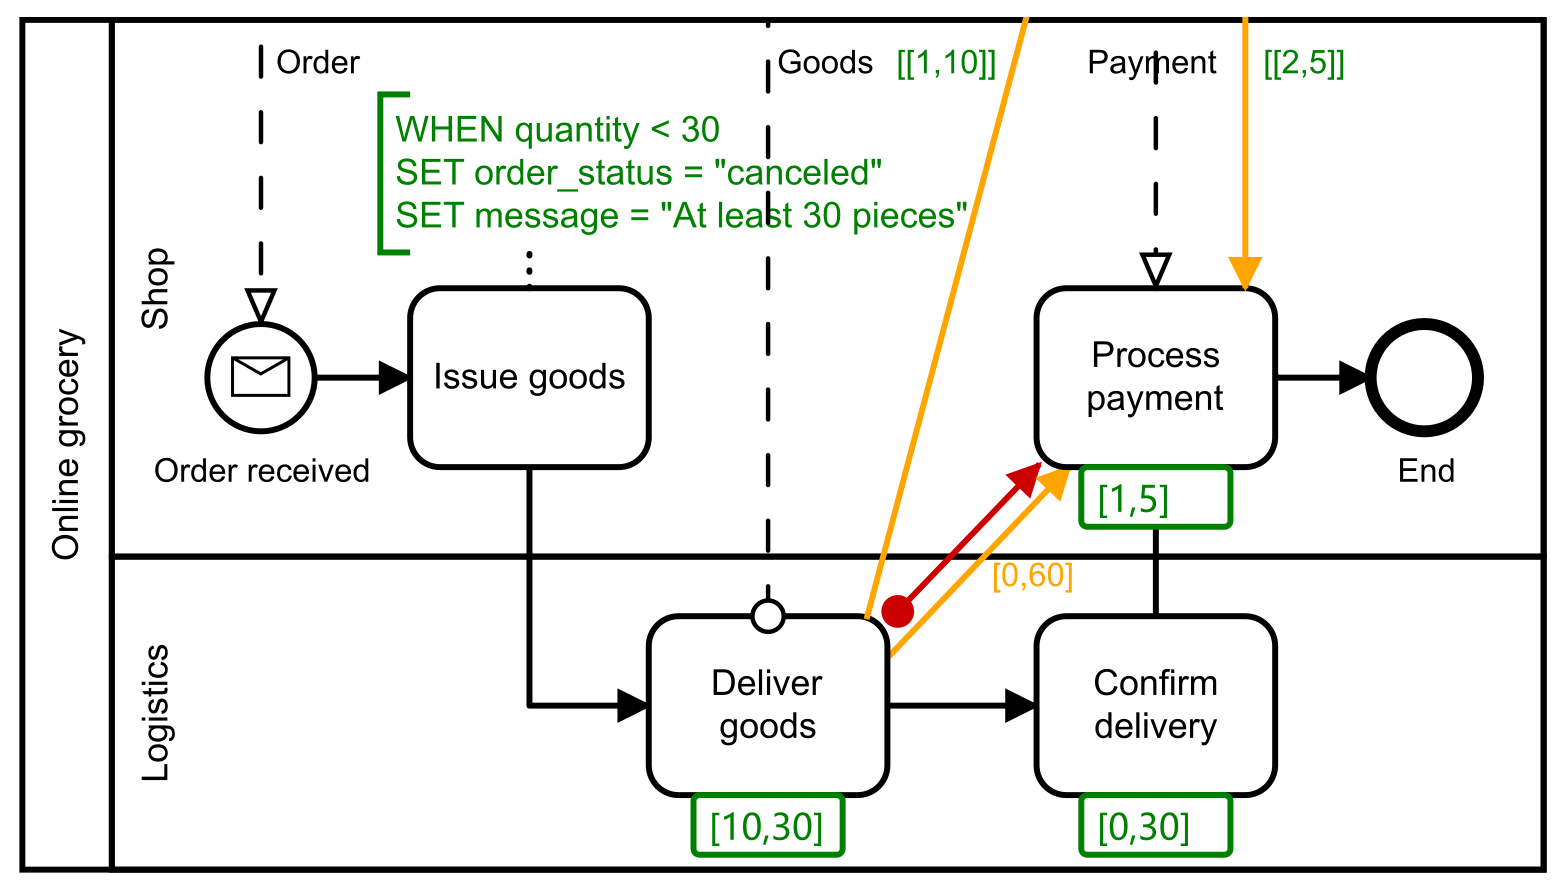 Online grocery
Shop
Order
Goods [[1,10]]
Payment [[2,5]]
WHEN quantity < 30
SET order_status = "canceled"
SET message = "At least 30 pieces"
Issue goods
Process
payment
Order received
End
[1,5]
[0,60]
Logistics
Deliver
goods
Confirm
delivery
[10,30]
[0,30]